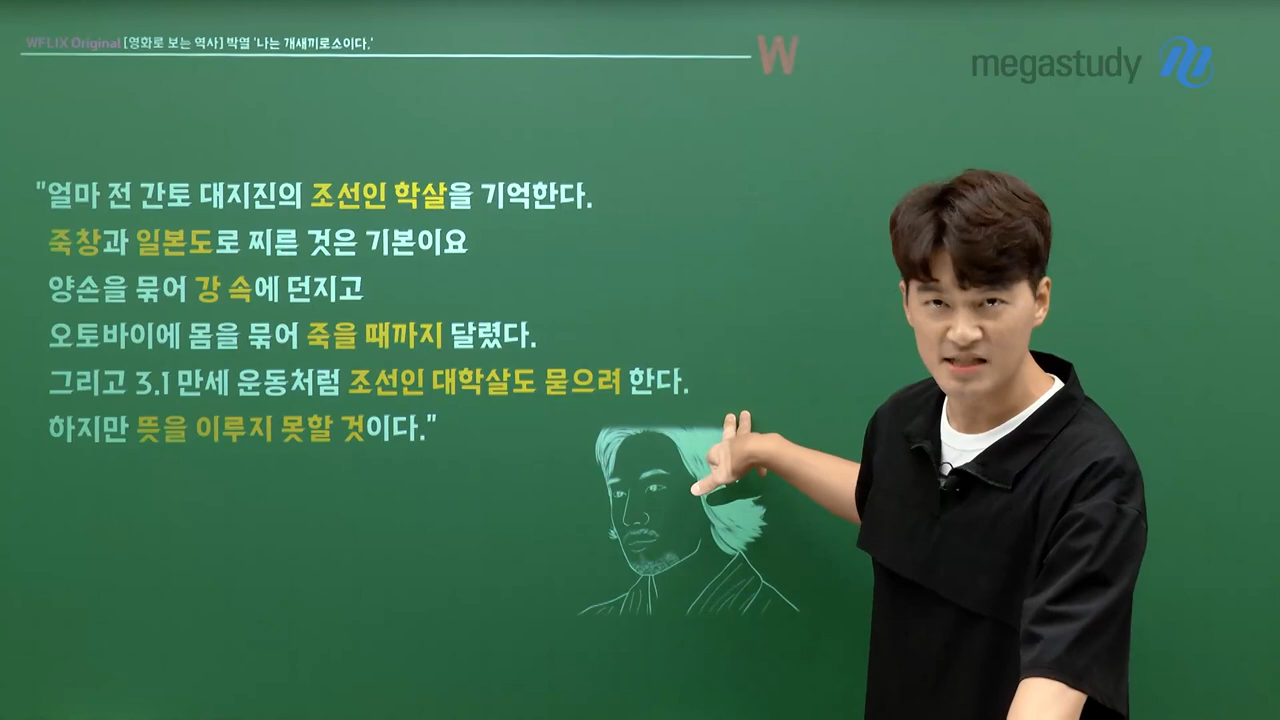 WFLIX Original [영화로 보는 역사] 박열 '나는 개새끼로소이다.'
W
megastudy
"얼마 전 간토 대지진의 조선인 학살을 기억한다.
죽창과 일본도로 찌른 것은 기본이요
양손을 묶어 강 속에 던지고
오토바이에 몸을 묶어 죽을 때까지 달렸다.
그리고 3.1 만세 운동처럼 조선인 대학살도 묻으려 한다.
하지만 뜻을 이루지 못할 것이다."